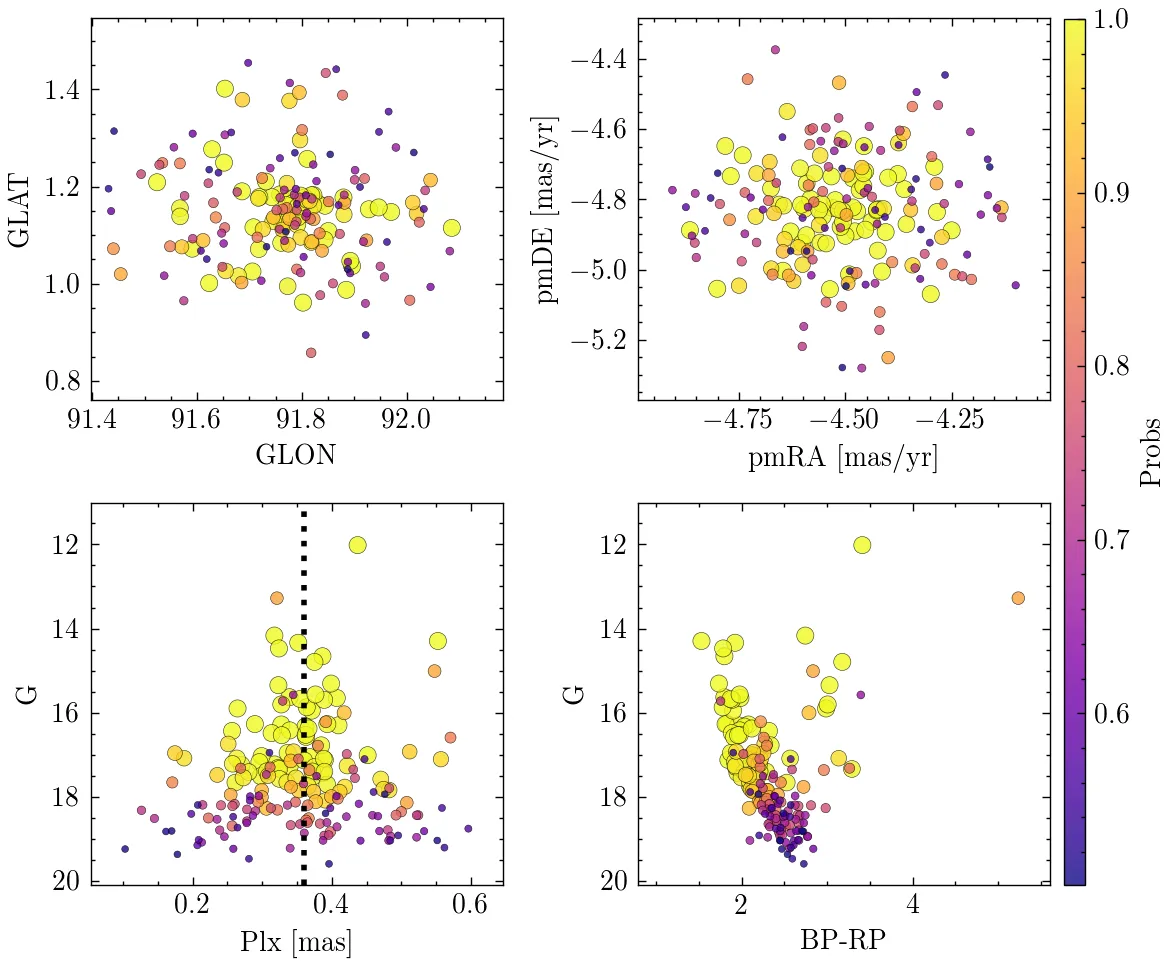 1.4
1.2
1.0
0.8
GLAT
91.4 91.6 91.8 92.0
GLON
−4.4
−4.6
−4.8
−5.0
−5.2
pmDE [mas/yr]
−4.75 −4.50 −4.25
pmRA [mas/yr]
1.0
0.9
0.8
0.7
0.6
Probs
12
14
16
18
20
G
0.2 0.4 0.6
Plx [mas]
12
14
16
18
20
G
2 4
BP-RP